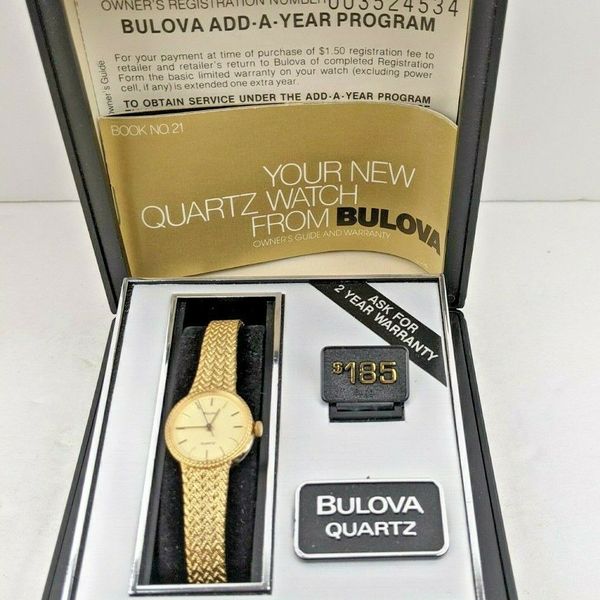 OWNER'S REGISTRATION NUMBER 003524534
BULOVA ADD-A-YEAR PROGRAM
For your payment at time of purchase of $1.50 registration fee to
retailer and retailer's return to Bulova of completed Registration
Form the basic limited warranty on your watch (excluding power
cell, if any) is extended one extra year.
TO OBTAIN SERVICE UNDER THE ADD-A-YEAR PROGRAM
Owner's Guide
BOOK NO. 21
YOUR NEW
QUARTZ WATCH
FROM BULOVA
OWNER'S GUIDE AND WARRANTY
ASK FOR
2 YEAR WARRANTY
$185
BULOVA
QUARTZ
QUARTZ